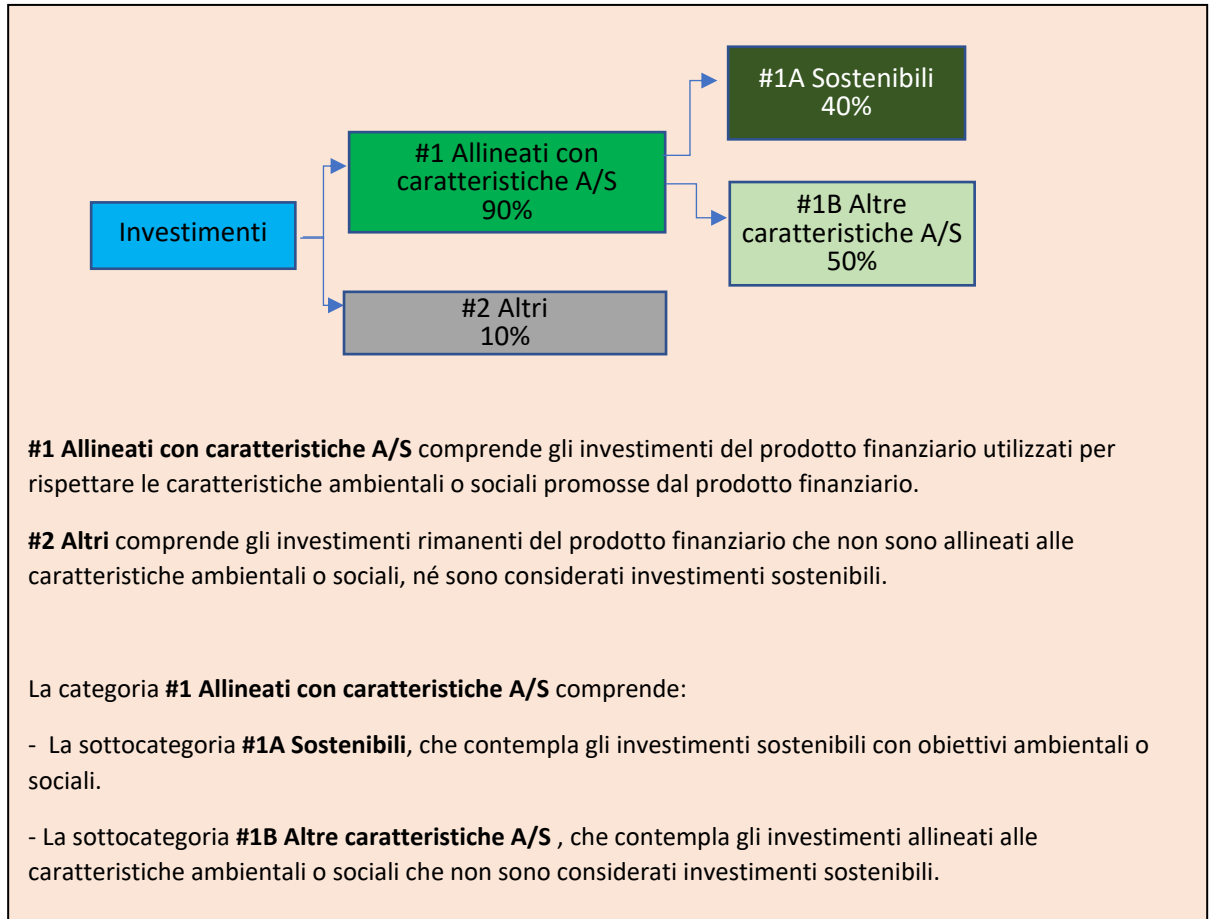 #1A Sostenibili
40%
#1 Allineati con
caratteristiche A/S
90%
#1B Altre
caratteristiche A/S
50%
Investimenti
#2 Altri
10%
#1 Allineati con caratteristiche A/S comprende gli investimenti del prodotto finanziario utilizzati per
rispettare le caratteristiche ambientali o sociali promosse dal prodotto finanziario.
#2 Altri comprende gli investimenti rimanenti del prodotto finanziario che non sono allineati alle
caratteristiche ambientali o sociali, né sono considerati investimenti sostenibili.
La categoria #1 Allineati con caratteristiche A/S comprende:
- La sottocategoria #1A Sostenibili, che contempla gli investimenti sostenibili con obiettivi ambientali o
sociali.
- La sottocategoria #1B Altre caratteristiche A/S , che contempla gli investimenti allineati alle
caratteristiche ambientali o sociali che non sono considerati investimenti sostenibili.